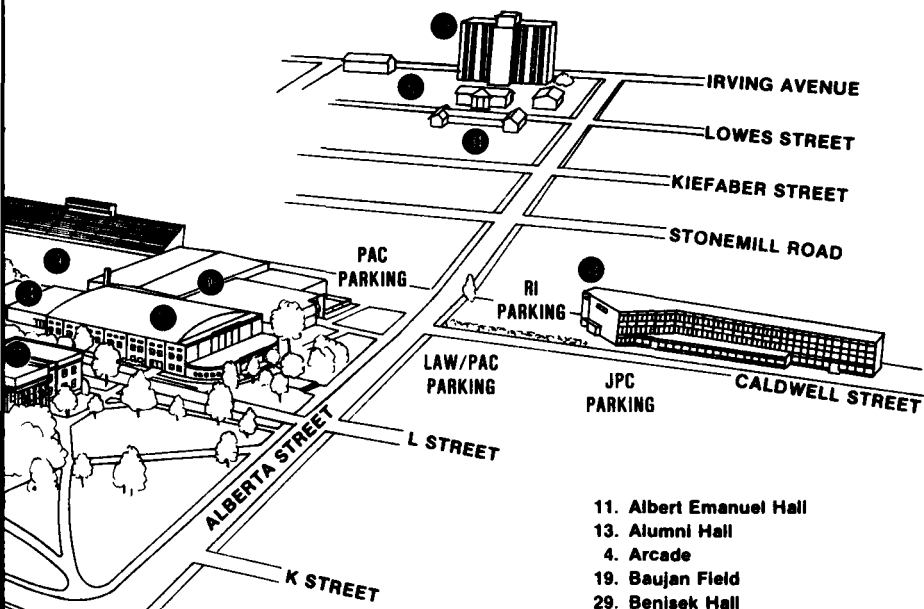 IRVING AVENUE
LOWES STREET
KIEFABER STREET
STONEMILL ROAD
PAC
PARKING
RI
PARKING
LAW/PAC
PARKING
JPC
PARKING
CALDWELL STREET
L STREET
ALBERTA STREET
K STREET
11. Albert Emanuel Hall
13. Alumni Hall
4. Arcade
19. Baujan Field
29. Benisek Hall